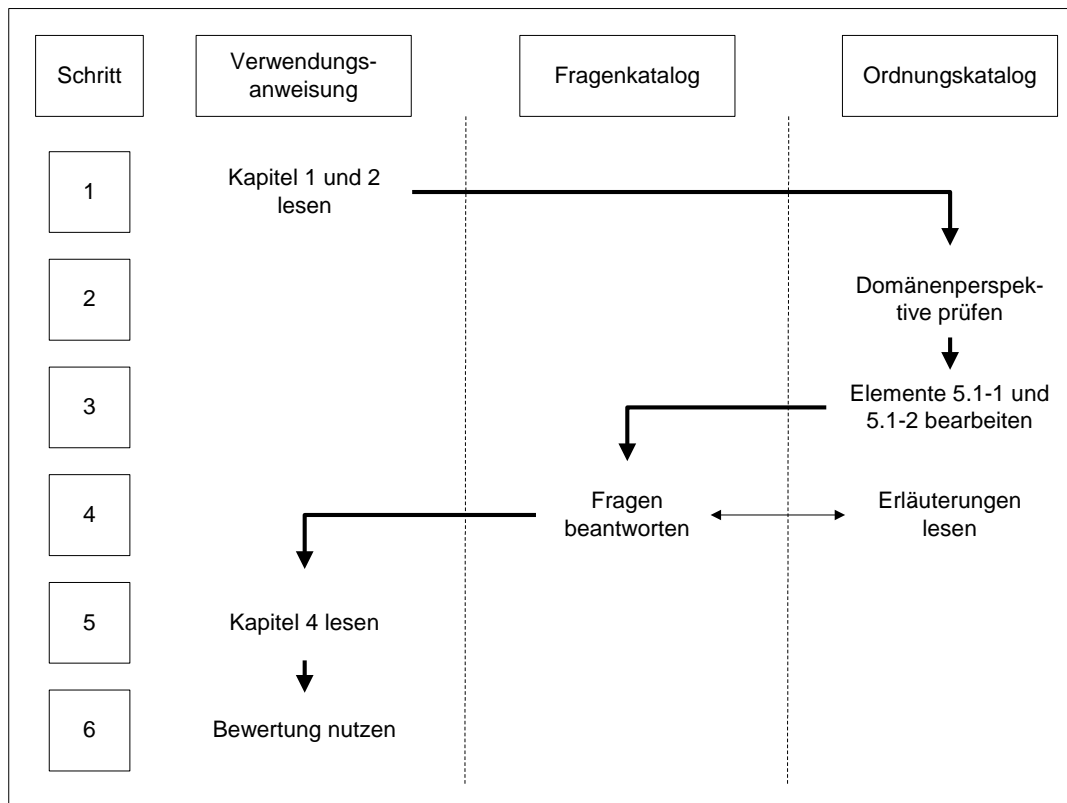 Schritt
Verwendungs-
anweisung
Fragenkatalog
Ordnungskatalog
1
Kapitel 1 und 2
lesen
2
Domänenperspek-
tive prüfen
3
Elemente 5.1-1 und
5.1-2 bearbeiten
4
Fragen
beantworten
Erläuterungen
lesen
5
Kapitel 4 lesen
6
Bewertung nutzen